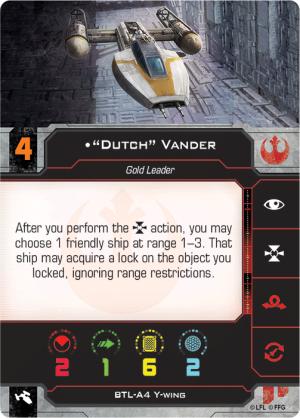 •“Dutch” Vander
4
Gold Leader
After you perform the action, you may
choose 1 friendly ship at range 1–3. That
ship may acquire a lock on the object you
locked, ignoring range restrictions.
2 1 6 2
BTL-A4 Y-wing
©LFL ©FFG